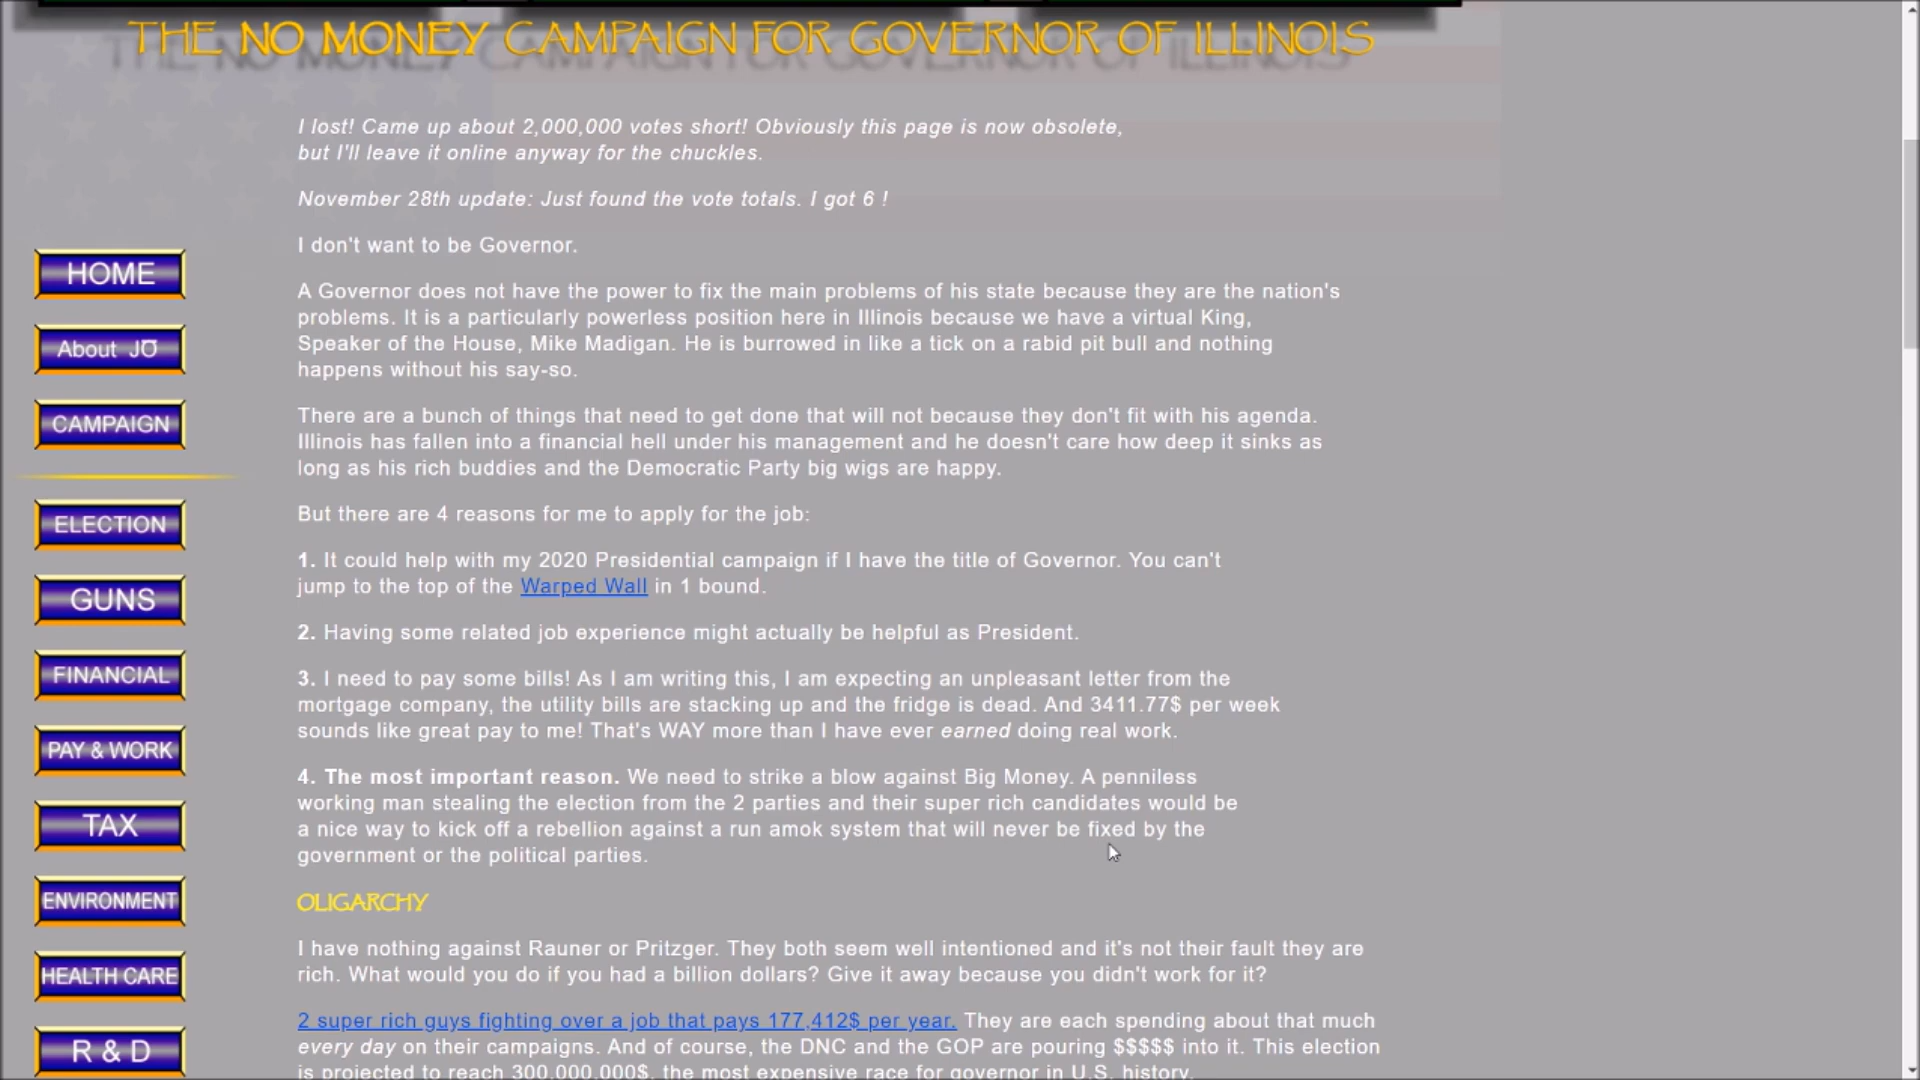 THE NO MONEY CAMPAIGN FOR GOVERNOR OF ILLINOIS
I lost! Came up about 2,000,000 votes short! Obviously this page is now obsolete,
but I'll leave it online anyway for the chuckles.
November 28th update: Just found the vote totals. I got 6 !
I don't want to be Governor.
A Governor does not have the power to fix the main problems of his state because they are the nation's
problems. It is a particularly powerless position here in Illinois because we have a virtual King,
Speaker of the House, Mike Madigan. He is burrowed in like a tick on a rabid pit bull and nothing
happens without his say-so.
There are a bunch of things that need to get done that will not because they don't fit with his agenda.
Illinois has fallen into a financial hell under his management and he doesn't care how deep it sinks as
long as his rich buddies and the Democratic Party big wigs are happy.
But there are 4 reasons for me to apply for the job:
1. It could help with my 2020 Presidential campaign if I have the title of Governor. You can't
jump to the top of the Warped Wall in 1 bound.
2. Having some related job experience might actually be helpful as President.
3. I need to pay some bills! As I am writing this, I am expecting an unpleasant letter from the
mortgage company, the utility bills are stacking up and the fridge is dead. And 3411.77$ per week
sounds like great pay to me! That's WAY more than I have ever earned doing real work.
4. The most important reason. We need to strike a blow against Big Money. A penniless
working man stealing the election from the 2 parties and their super rich candidates would be
a nice way to kick off a rebellion against a run amok system that will never be fixed by the
government or the political parties.
OLIGARCHY
I have nothing against Rauner or Pritzger. They both seem well intentioned and it's not their fault they are
rich. What would you do if you had a billion dollars? Give it away because you didn't work for it?
2 super rich guys fighting over a job that pays 177,412$ per year. They are each spending about that much
every day on their campaigns. And of course, the DNC and the GOP are pouring $$$$$ into it. This election
is projected to reach 300,000,000$, the most expensive race for governor in U.S. history.
HOME
About JO
CAMPAIGN
ELECTION
GUNS
FINANCIAL
PAY & WORK
TAX
ENVIRONMENT
HEALTH CARE
R & D